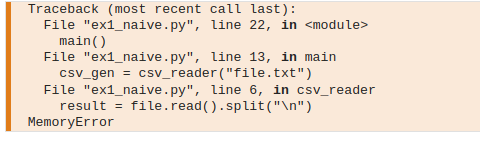 Traceback (most recent call last):
  File "ex1_naive.py", line 22, in <module>
    main()
  File "ex1_naive.py", line 13, in main
    csv_gen = csv_reader("file.txt")
  File "ex1_naive.py", line 6, in csv_reader
    result = file.read().split("\n")
MemoryError